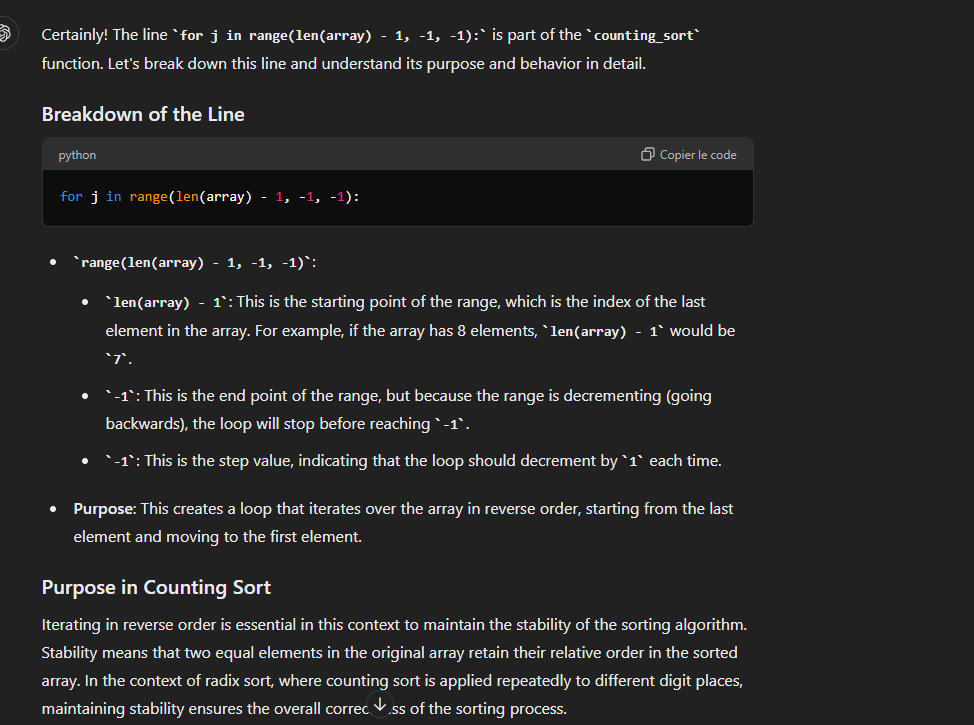 Certainly! The line `for j in range(len(array) - 1, -1, -1):` is part of the `counting_sort`
function. Let's break down this line and understand its purpose and behavior in detail.
Breakdown of the Line
python
Copier le code
for j in range(len(array) - 1, -1, -1):
• `range(len(array) - 1, -1, -1)`:
• `len(array) - 1`: This is the starting point of the range, which is the index of the last
element in the array. For example, if the array has 8 elements, `len(array) - 1` would be
`7`.
• `-1`: This is the end point of the range, but because the range is decrementing (going
backwards), the loop will stop before reaching `-1`.
• `-1`: This is the step value, indicating that the loop should decrement by `1` each time.
• Purpose: This creates a loop that iterates over the array in reverse order, starting from the last
element and moving to the first element.
Purpose in Counting Sort
Iterating in reverse order is essential in this context to maintain the stability of the sorting algorithm.
Stability means that two equal elements in the original array retain their relative order in the sorted
array. In the context of radix sort, where counting sort is applied repeatedly to different digit places,
maintaining stability ensures the overall of the sorting process.